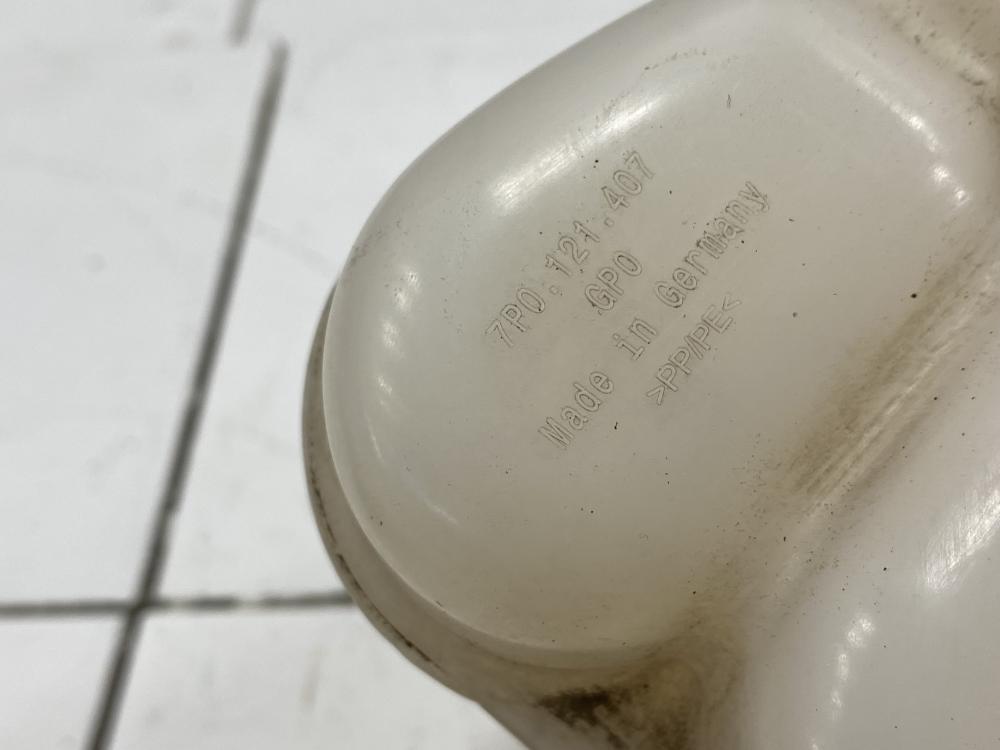 7P0.121.407
GP0
Made in Germany
>PP/PE<